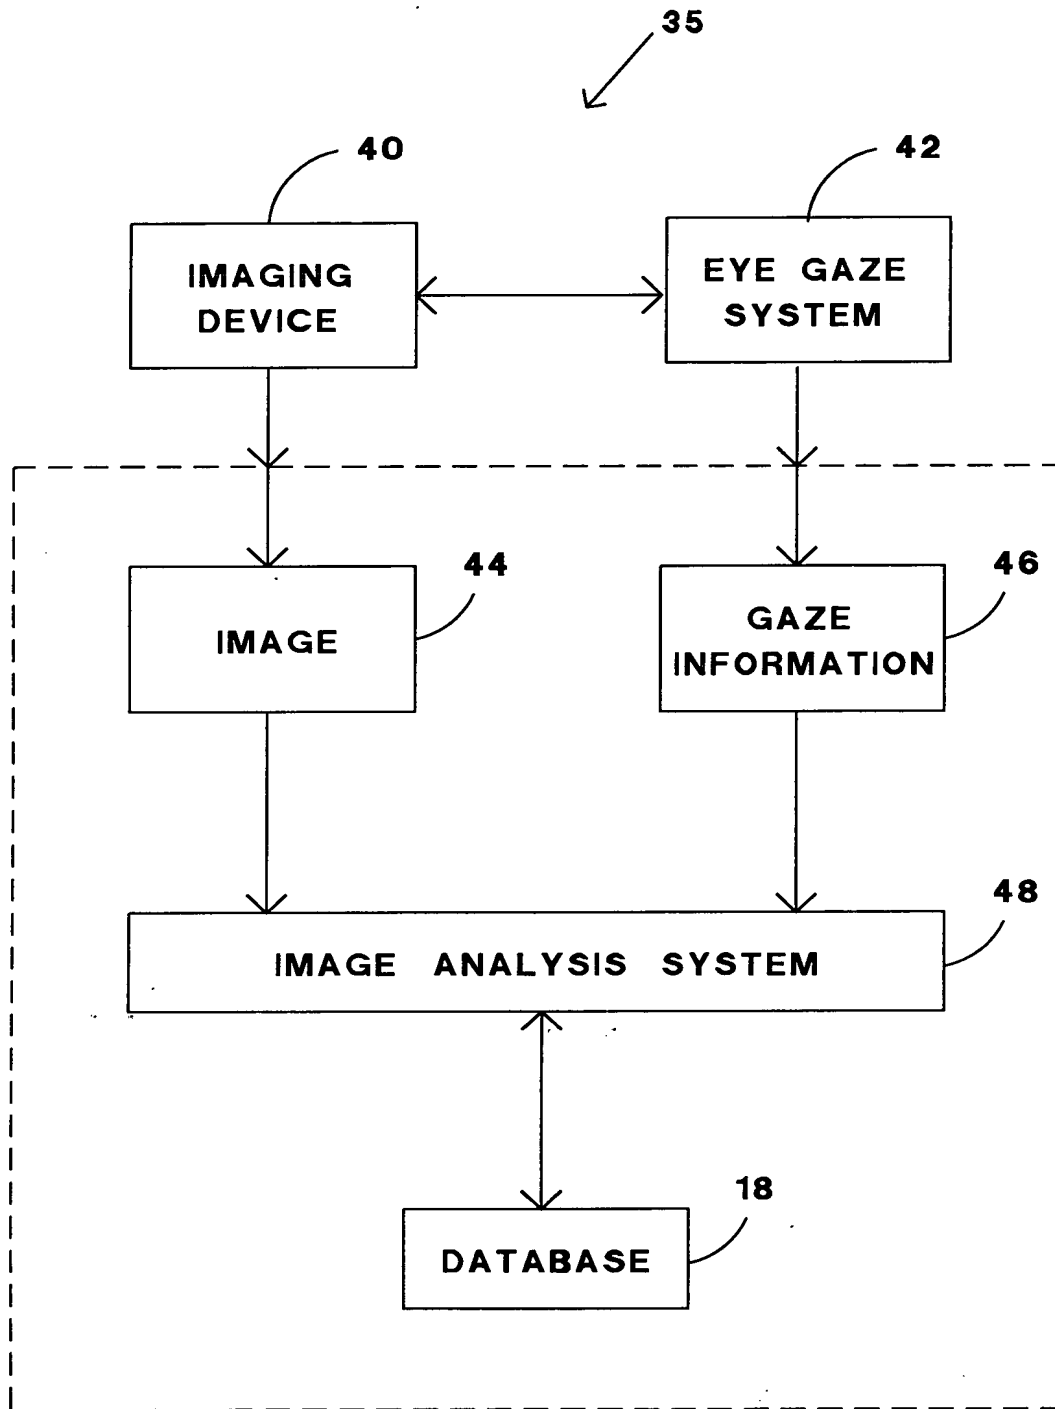 35
40
42
IMAGING
DEVICE
EYE GAZE
SYSTEM
44
46
IMAGE
GAZE
INFORMATION
48
IMAGE ANALYSIS SYSTEM
18
DATABASE